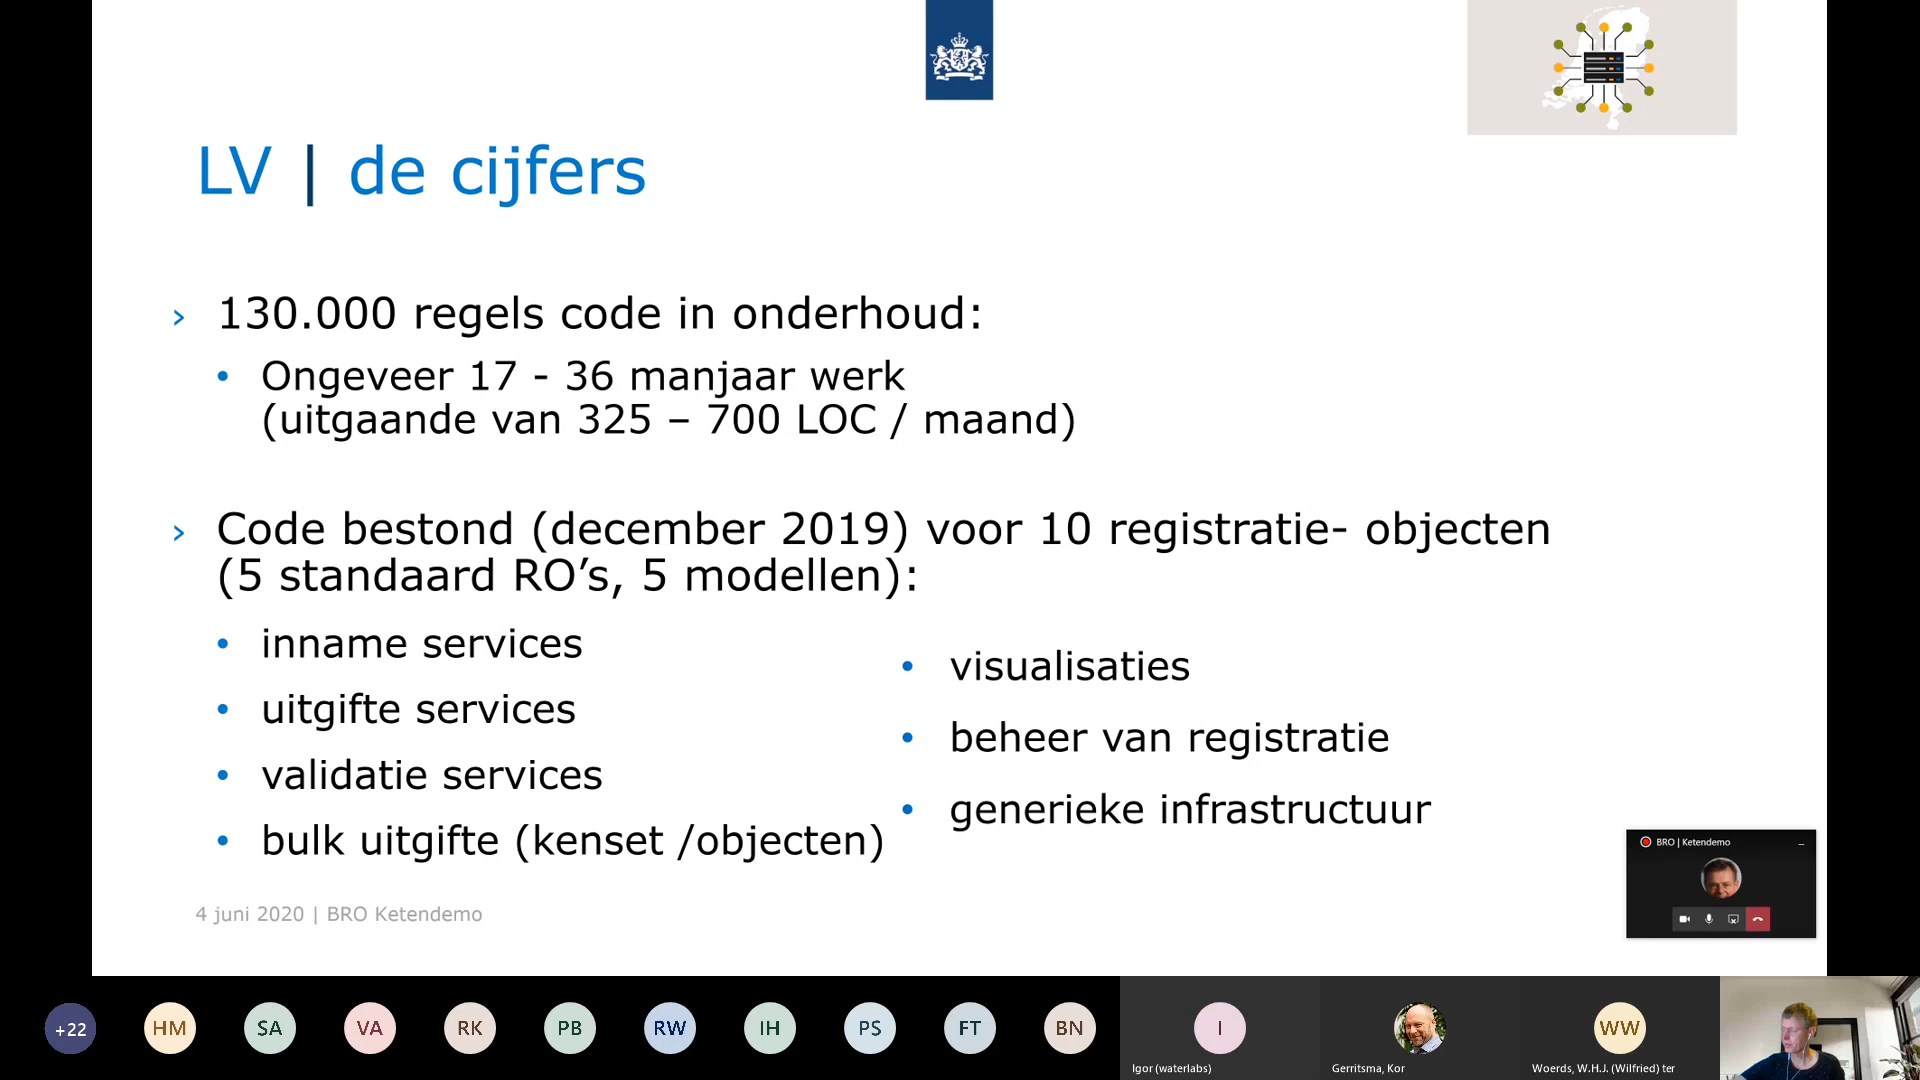 LV | de cijfers
› 130.000 regels code in onderhoud:
• Ongeveer 17 - 36 manjaar werk
(uitgaande van 325 – 700 LOC / maand)
› Code bestond (december 2019) voor 10 registratie- objecten
(5 standaard RO’s, 5 modellen):
• inname services
• uitgifte services
• validatie services
• bulk uitgifte (kenset /objecten)
• visualisaties
• beheer van registratie
• generieke infrastructuur
4 juni 2020 | BRO Ketendemo
BRO | Ketendemo
+22
HM
SA
VA
RK
PB
RW
IH
PS
FT
BN
I
Igor (waterlabs)
Gerritsma, Kor
WW
Woerds, W.H.J. (Wilfried) ter